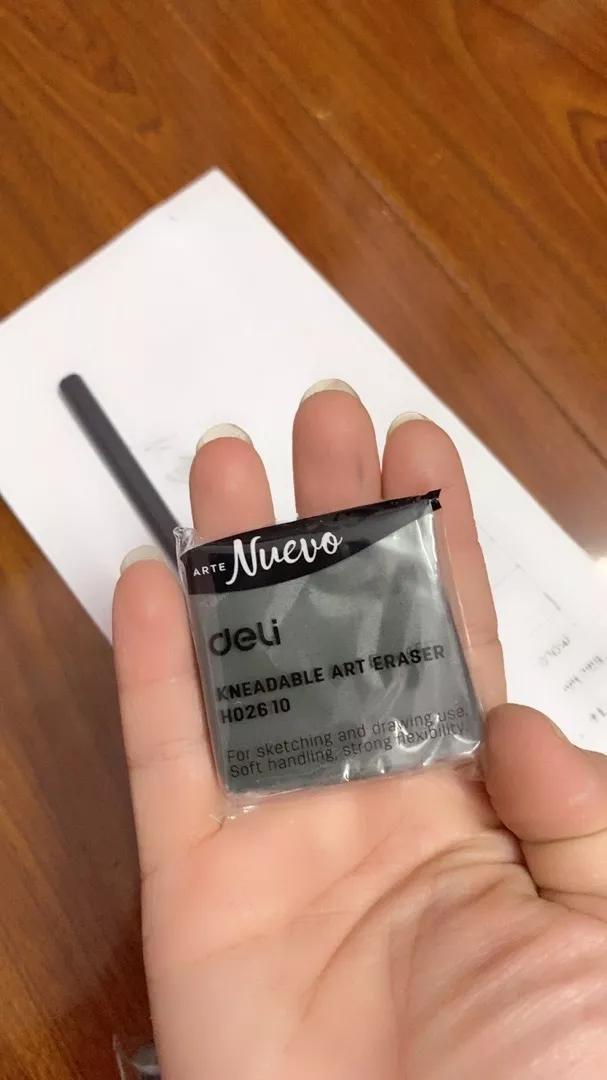 ARTE Nuevo
deli
KNEADABLE ART ERASER
H02610
For sketching and drawing use.
Soft handling, strong flexibility